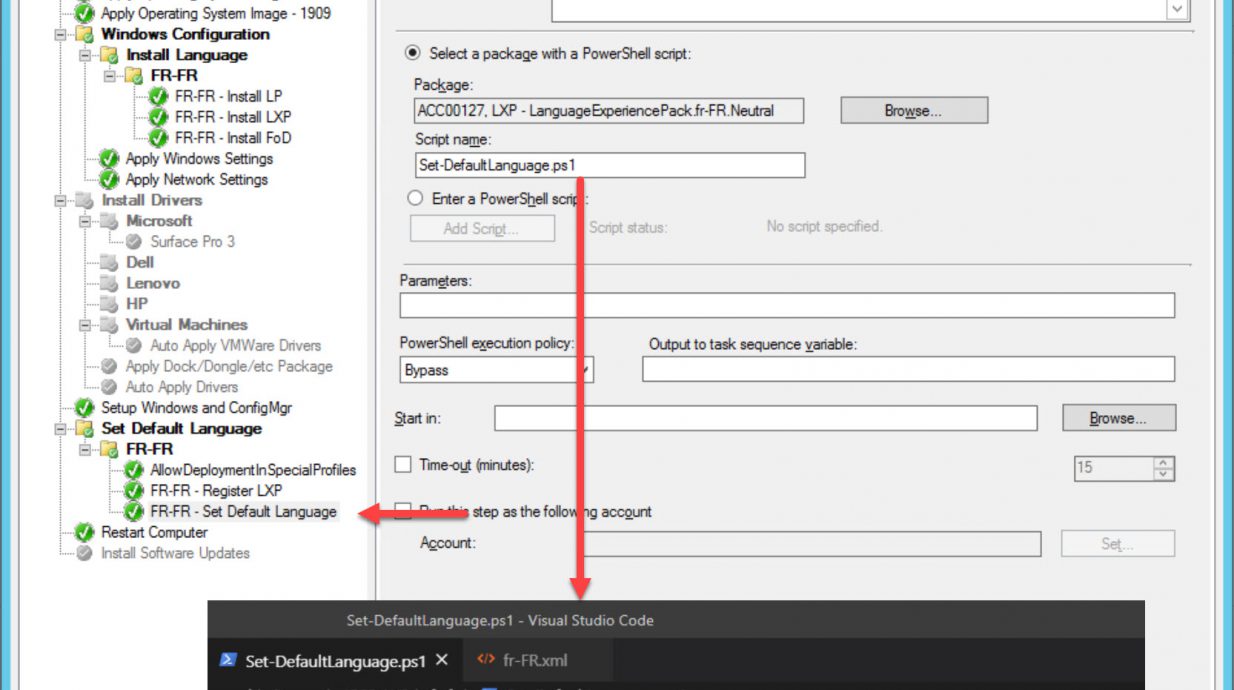 Apply Operating System Image - 1909
Windows Configuration
Install Language
FR-FR
FR-FR - Install LP
FR-FR - Install LXP
FR-FR - Install FoD
Apply Windows Settings
Apply Network Settings
Install Drivers
Microsoft
Surface Pro 3
Dell
Lenovo
HP
Virtual Machines
Auto Apply VMWare Drivers
Apply Dock/Dongle/etc Package
Auto Apply Drivers
Setup Windows and ConfigMgr
Set Default Language
FR-FR
AllowDeploymentInSpecialProfiles
FR-FR - Register LXP
FR-FR - Set Default Language
Restart Computer
Install Software Updates
Select a package with a PowerShell script:
Package:
ACC00127, LXP - LanguageExperiencePack.fr-FR.Neutral
Browse...
Script name:
Set-DefaultLanguage.ps1
Enter a PowerShell script:
Add Script...
Script status:
No script specified.
Parameters:
PowerShell execution policy:
Output to task sequence variable:
Bypass
Start in:
Browse...
Time-out (minutes):
15
Run this step as the following account
Account:
Set...
Set-DefaultLanguage.ps1 - Visual Studio Code
Set-DefaultLanguage.ps1
fr-FR.xml